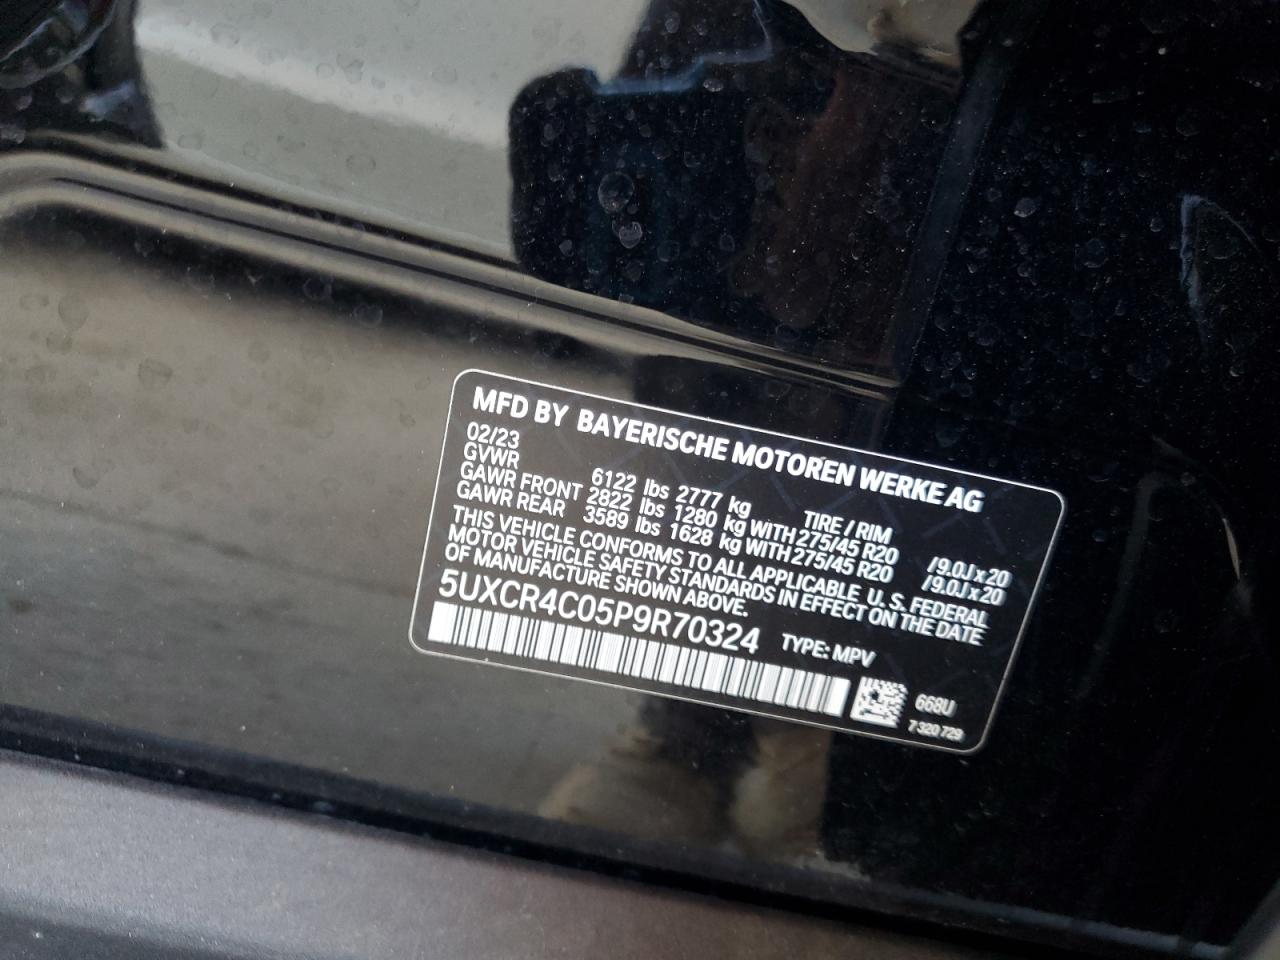 MFD BY BAYERISCHE MOTOREN WERKE AG
02/23
GVWR 6122 lbs 2777 kg TIRE / RIM
GAWR FRONT 2822 lbs 1280 kg WITH 275/45 R20 /9.0J x 20
GAWR REAR 3589 lbs 1628 kg WITH 275/45 R20 /9.0J x 20
THIS VEHICLE CONFORMS TO ALL APPLICABLE U. S. FEDERAL
MOTOR VEHICLE SAFETY STANDARDS IN EFFECT ON THE DATE
OF MANUFACTURE SHOWN ABOVE.
5UXCR4C05P9R70324 TYPE: MPV
668U
7 320 729